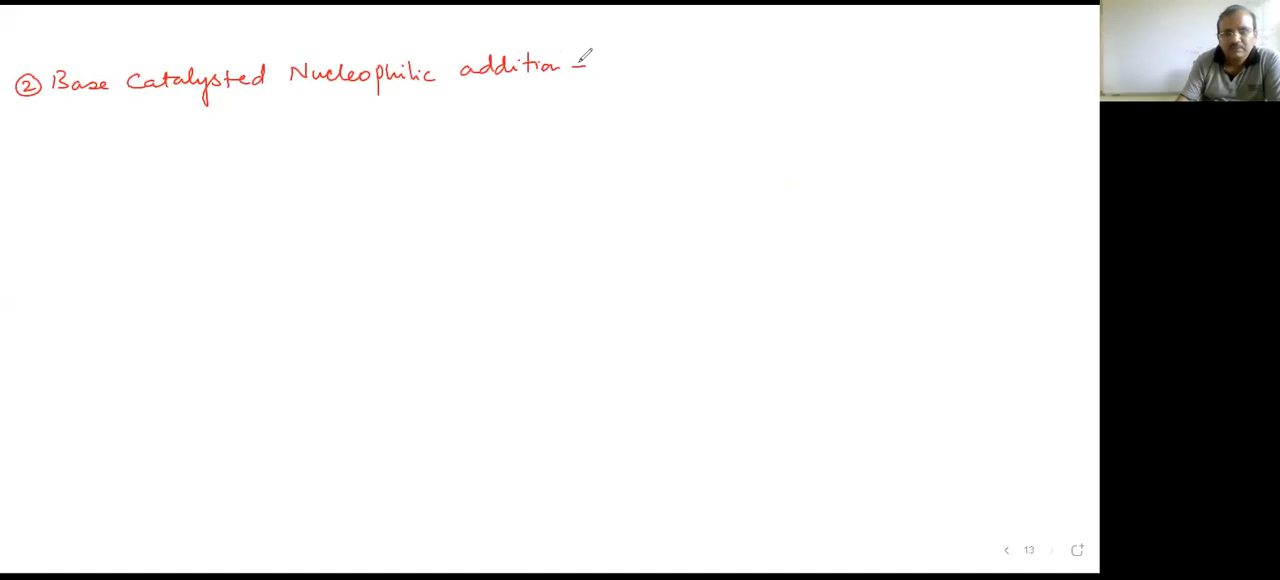 ② Base Catalysted Nucleophilic addition =
13